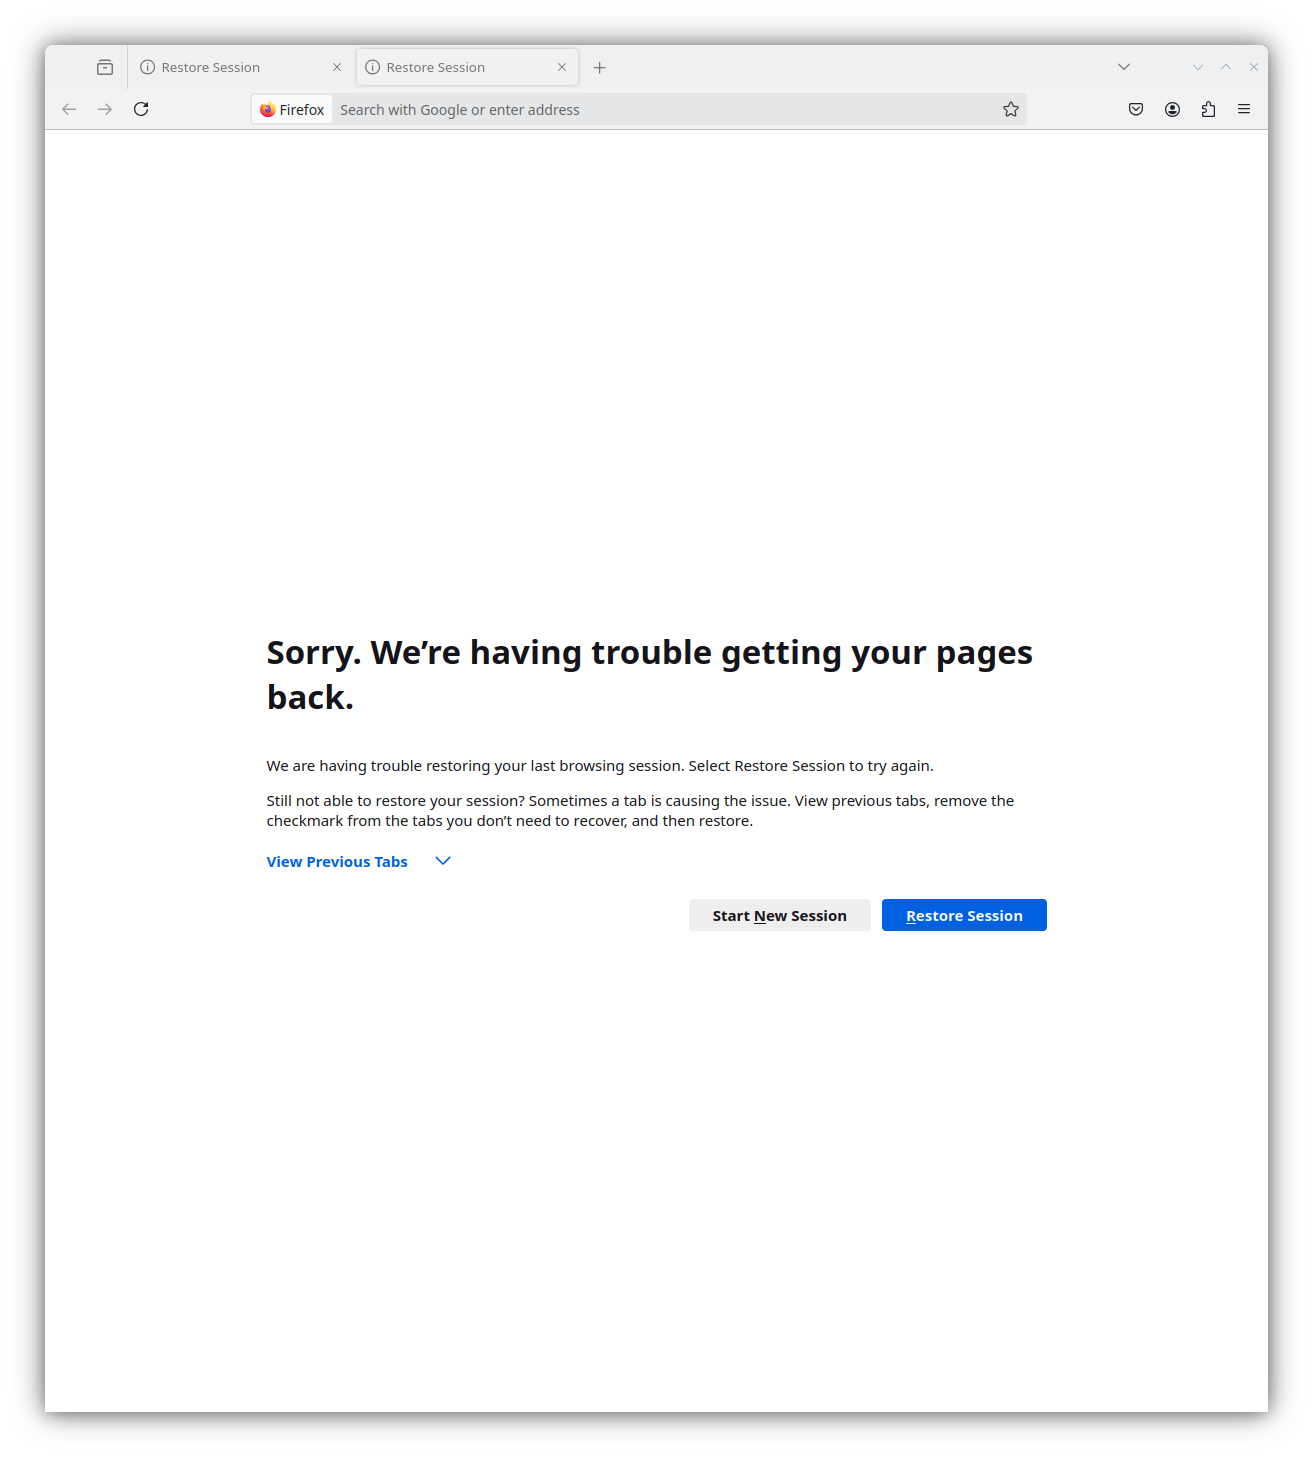 Restore Session
Restore Session
Firefox
Search with Google or enter address
Sorry. We’re having trouble getting your pages
back.
We are having trouble restoring your last browsing session. Select Restore Session to try again.
Still not able to restore your session? Sometimes a tab is causing the issue. View previous tabs, remove the
checkmark from the tabs you don’t need to recover, and then restore.
View Previous Tabs
Start New Session
Restore Session